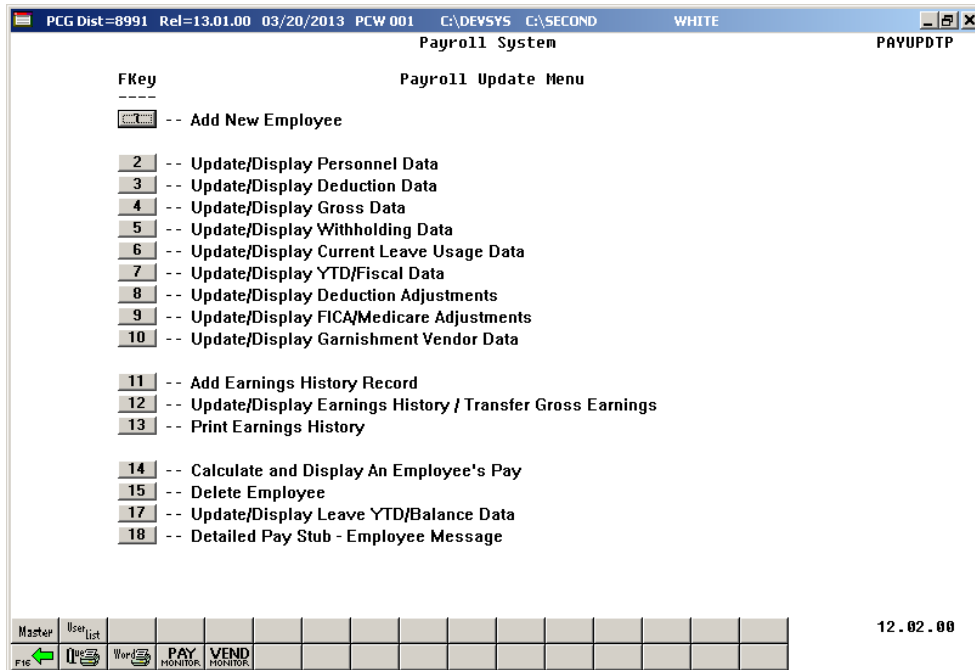 PCG Dist=8991 Rel=13.01.00 03/20/2013 PCW 001 C:\DEVSYS C:\SECOND WHITE
Payroll System PAYUPDTP
FKey Payroll Update Menu
----
1 -- Add New Employee
2 -- Update/Display Personnel Data
3 -- Update/Display Deduction Data
4 -- Update/Display Gross Data
5 -- Update/Display Withholding Data
6 -- Update/Display Current Leave Usage Data
7 -- Update/Display YTD/Fiscal Data
8 -- Update/Display Deduction Adjustments
9 -- Update/Display FICA/Medicare Adjustments
10 -- Update/Display Garnishment Vendor Data
11 -- Add Earnings History Record
12 -- Update/Display Earnings History / Transfer Gross Earnings
13 -- Print Earnings History
14 -- Calculate and Display An Employee's Pay
15 -- Delete Employee
17 -- Update/Display Leave YTD/Balance Data
18 -- Detailed Pay Stub - Employee Message
Master User List 12.02.00
F16 Que Word PAY MONITOR VEND MONITOR